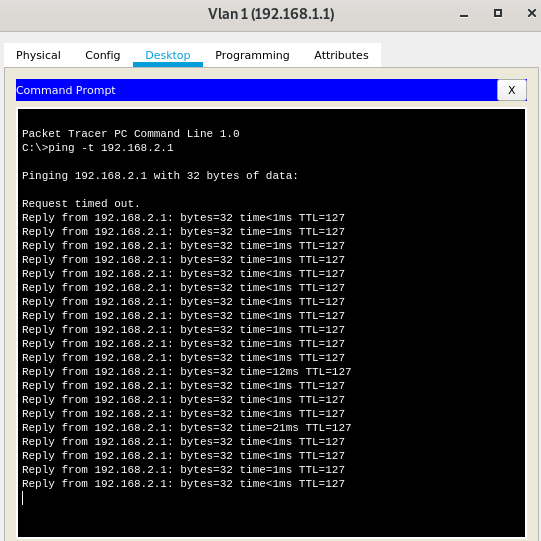 Vlan 1 (192.168.1.1)
Physical Config Desktop Programming Attributes
Command Prompt X
Packet Tracer PC Command Line 1.0
C:\>ping -t 192.168.2.1
Pinging 192.168.2.1 with 32 bytes of data:
Request timed out.
Reply from 192.168.2.1: bytes=32 time<1ms TTL=127
Reply from 192.168.2.1: bytes=32 time=1ms TTL=127
Reply from 192.168.2.1: bytes=32 time=1ms TTL=127
Reply from 192.168.2.1: bytes=32 time=1ms TTL=127
Reply from 192.168.2.1: bytes=32 time<1ms TTL=127
Reply from 192.168.2.1: bytes=32 time=1ms TTL=127
Reply from 192.168.2.1: bytes=32 time<1ms TTL=127
Reply from 192.168.2.1: bytes=32 time<1ms TTL=127
Reply from 192.168.2.1: bytes=32 time=1ms TTL=127
Reply from 192.168.2.1: bytes=32 time=1ms TTL=127
Reply from 192.168.2.1: bytes=32 time<1ms TTL=127
Reply from 192.168.2.1: bytes=32 time=12ms TTL=127
Reply from 192.168.2.1: bytes=32 time<1ms TTL=127
Reply from 192.168.2.1: bytes=32 time<1ms TTL=127
Reply from 192.168.2.1: bytes=32 time<1ms TTL=127
Reply from 192.168.2.1: bytes=32 time=21ms TTL=127
Reply from 192.168.2.1: bytes=32 time<1ms TTL=127
Reply from 192.168.2.1: bytes=32 time<1ms TTL=127
Reply from 192.168.2.1: bytes=32 time<1ms TTL=127
Reply from 192.168.2.1: bytes=32 time<1ms TTL=127